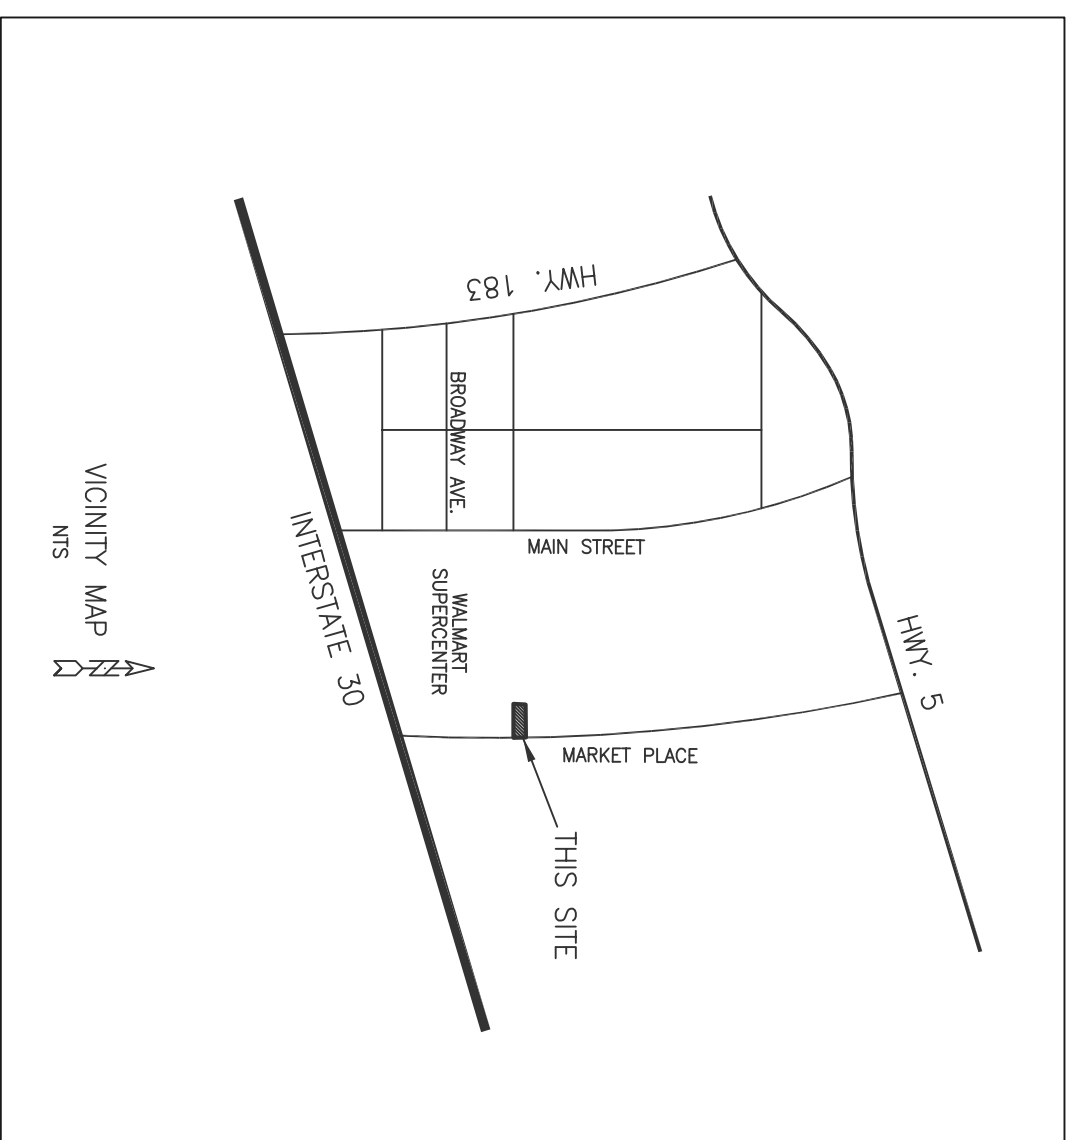 HWY. 183
BROADWAY AVE.
MAIN STREET
WALMART
SUPERCENTER
INTERSTATE 30
HWY. 5
MARKET PLACE
THIS SITE
VICINITY MAP
NTS
N